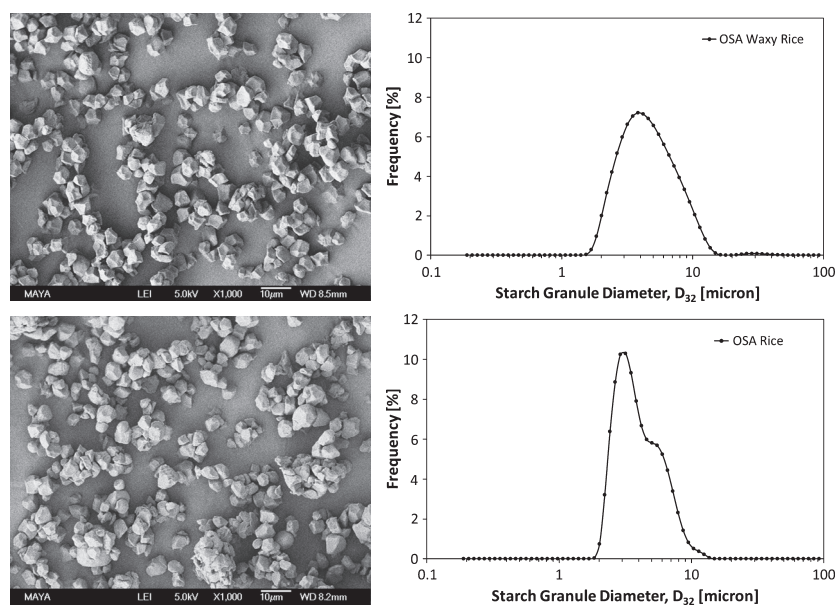 MAYA LEI 5.0kV X1,000 10µm WD 8.5mm
12
10
8
6
4
2
0
Frequency [%]
OSA Waxy Rice
0.1 1 10 100
Starch Granule Diameter, D32 [micron]
MAYA LEI 5.0kV X1,000 10µm WD 8.2mm
12
10
8
6
4
2
0
Frequency [%]
OSA Rice
0.1 1 10 100
Starch Granule Diameter, D32 [micron]